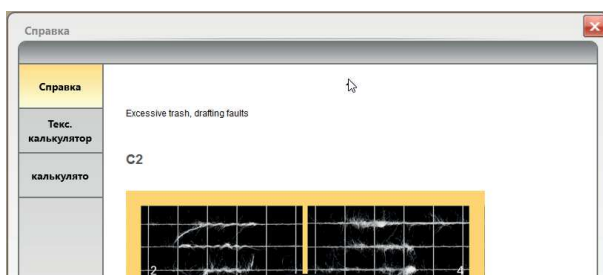 Справка
Справка
Excessive trash, drafting faults
Текс.
калькулятор
C2
калькулято
2
4